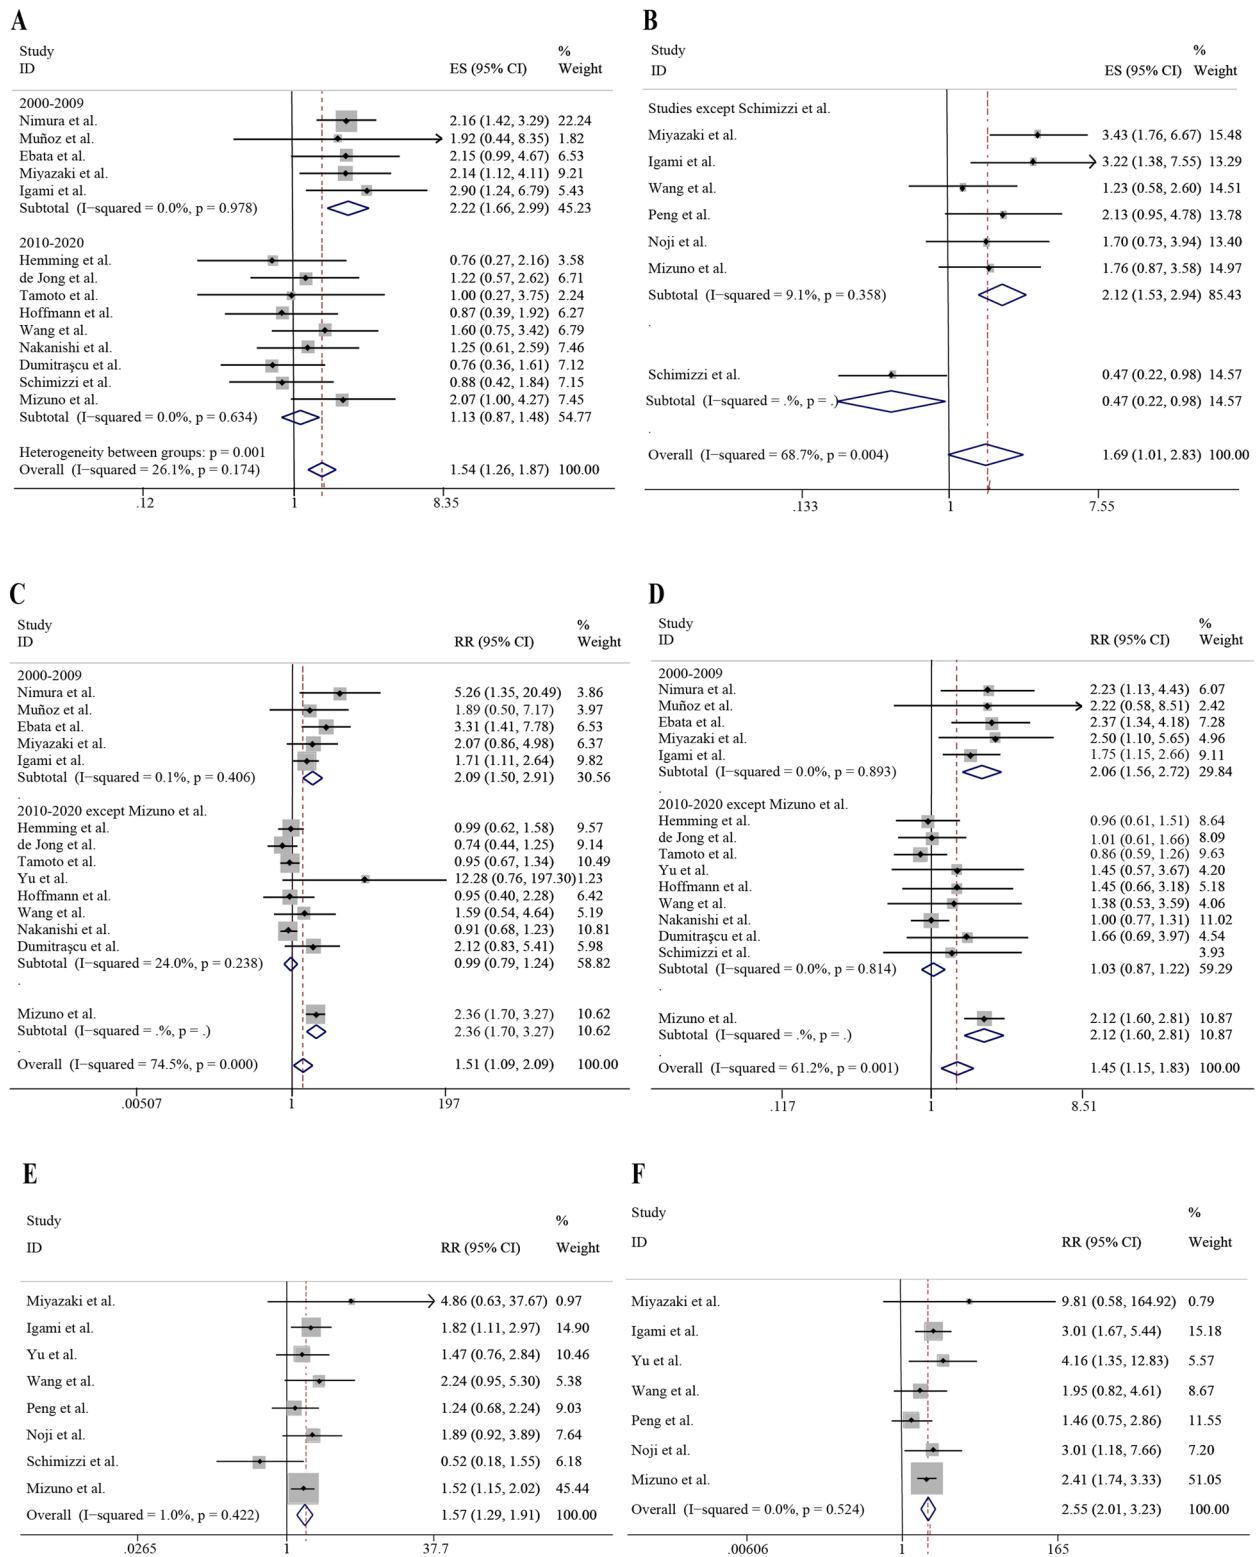 A
Study %
ID ES (95% CI) Weight
2000-2009
Nimura et al. 2.16 (1.42, 3.29) 22.24
Muñoz et al. 1.92 (0.44, 8.35) 1.82
Ebata et al. 2.15 (0.99, 4.67) 6.53
Miyazaki et al. 2.14 (1.12, 4.11) 9.21
Igami et al. 2.90 (1.24, 6.79) 5.43
Subtotal (I−squared = 0.0%, p = 0.978) 2.22 (1.66, 2.99) 45.23
2010-2020
Hemming et al. 0.76 (0.27, 2.16) 3.58
de Jong et al. 1.22 (0.57, 2.62) 6.71
Tamoto et al. 1.00 (0.27, 3.75) 2.24
Hoffmann et al. 0.87 (0.39, 1.92) 6.27
Wang et al. 1.60 (0.75, 3.42) 6.79
Nakanishi et al. 1.25 (0.61, 2.59) 7.46
Dumitraşcu et al. 0.76 (0.36, 1.61) 7.12
Schimizzi et al. 0.88 (0.42, 1.84) 7.15
Mizuno et al. 2.07 (1.00, 4.27) 7.45
Subtotal (I−squared = 0.0%, p = 0.634) 1.13 (0.87, 1.48) 54.77
Heterogeneity between groups: p = 0.001
Overall (I−squared = 26.1%, p = 0.174) 1.54 (1.26, 1.87) 100.00
.12 1 8.35
B
Study %
ID ES (95% CI) Weight
Studies except Schimizzi et al.
Miyazaki et al. 3.43 (1.76, 6.67) 15.48
Igami et al. 3.22 (1.38, 7.55) 13.29
Wang et al. 1.23 (0.58, 2.60) 14.51
Peng et al. 2.13 (0.95, 4.78) 13.78
Noji et al. 1.70 (0.73, 3.94) 13.40
Mizuno et al. 1.76 (0.87, 3.58) 14.97
Subtotal (I−squared = 9.1%, p = 0.358) 2.12 (1.53, 2.94) 85.43
.
Schimizzi et al. 0.47 (0.22, 0.98) 14.57
Subtotal (I−squared = .%, p = .) 0.47 (0.22, 0.98) 14.57
.
Overall (I−squared = 68.7%, p = 0.004) 1.69 (1.01, 2.83) 100.00
.133 1 7.55
C
Study %
ID RR (95% CI) Weight
2000-2009
Nimura et al. 5.26 (1.35, 20.49) 3.86
Muñoz et al. 1.89 (0.50, 7.17) 3.97
Ebata et al. 3.31 (1.41, 7.78) 6.53
Miyazaki et al. 2.07 (0.86, 4.98) 6.37
Igami et al. 1.71 (1.11, 2.64) 9.82
Subtotal (I−squared = 0.1%, p = 0.406) 2.09 (1.50, 2.91) 30.56
.
2010-2020 except Mizuno et al.
Hemming et al. 0.99 (0.62, 1.58) 9.57
de Jong et al. 0.74 (0.44, 1.25) 9.14
Tamoto et al. 0.95 (0.67, 1.34) 10.49
Yu et al. 12.28 (0.76, 197.30) 1.23
Hoffmann et al. 0.95 (0.40, 2.28) 6.42
Wang et al. 1.59 (0.54, 4.64) 5.19
Nakanishi et al. 0.91 (0.68, 1.23) 10.81
Dumitraşcu et al. 2.12 (0.83, 5.41) 5.98
Subtotal (I−squared = 24.0%, p = 0.238) 0.99 (0.79, 1.24) 58.82
.
Mizuno et al. 2.36 (1.70, 3.27) 10.62
Subtotal (I−squared = .%, p = .) 2.36 (1.70, 3.27) 10.62
.
Overall (I−squared = 74.5%, p = 0.000) 1.51 (1.09, 2.09) 100.00
.00507 1 197
D
Study %
ID RR (95% CI) Weight
2000-2009
Nimura et al. 2.23 (1.13, 4.43) 6.07
Muñoz et al. 2.22 (0.58, 8.51) 2.42
Ebata et al. 2.37 (1.34, 4.18) 7.28
Miyazaki et al. 2.50 (1.10, 5.65) 4.96
Igami et al. 1.75 (1.15, 2.66) 9.11
Subtotal (I−squared = 0.0%, p = 0.893) 2.06 (1.56, 2.72) 29.84
.
2010-2020 except Mizuno et al.
Hemming et al. 0.96 (0.61, 1.51) 8.64
de Jong et al. 1.01 (0.61, 1.66) 8.09
Tamoto et al. 0.86 (0.59, 1.26) 9.63
Yu et al. 1.45 (0.57, 3.67) 4.20
Hoffmann et al. 1.45 (0.66, 3.18) 5.18
Wang et al. 1.38 (0.53, 3.59) 4.06
Nakanishi et al. 1.00 (0.77, 1.31) 11.02
Dumitraşcu et al. 1.66 (0.69, 3.97) 4.54
Schimizzi et al. 3.93
Subtotal (I−squared = 0.0%, p = 0.814) 1.03 (0.87, 1.22) 59.29
.
Mizuno et al. 2.12 (1.60, 2.81) 10.87
Subtotal (I−squared = .%, p = .) 2.12 (1.60, 2.81) 10.87
.
Overall (I−squared = 61.2%, p = 0.001) 1.45 (1.15, 1.83) 100.00
.117 1 8.51
E
Study %
ID RR (95% CI) Weight
Miyazaki et al. 4.86 (0.63, 37.67) 0.97
Igami et al. 1.82 (1.11, 2.97) 14.90
Yu et al. 1.47 (0.76, 2.84) 10.46
Wang et al. 2.24 (0.95, 5.30) 5.38
Peng et al. 1.24 (0.68, 2.24) 9.03
Noji et al. 1.89 (0.92, 3.89) 7.64
Schimizzi et al. 0.52 (0.18, 1.55) 6.18
Mizuno et al. 1.52 (1.15, 2.02) 45.44
Overall (I−squared = 1.0%, p = 0.422) 1.57 (1.29, 1.91) 100.00
.0265 1 37.7
F
Study %
ID RR (95% CI) Weight
Miyazaki et al. 9.81 (0.58, 164.92) 0.79
Igami et al. 3.01 (1.67, 5.44) 15.18
Yu et al. 4.16 (1.35, 12.83) 5.57
Wang et al. 1.95 (0.82, 4.61) 8.67
Peng et al. 1.46 (0.75, 2.86) 11.55
Noji et al. 3.01 (1.18, 7.66) 7.20
Mizuno et al. 2.41 (1.74, 3.33) 51.05
Overall (I−squared = 0.0%, p = 0.524) 2.55 (2.01, 3.23) 100.00
.00606 1 165